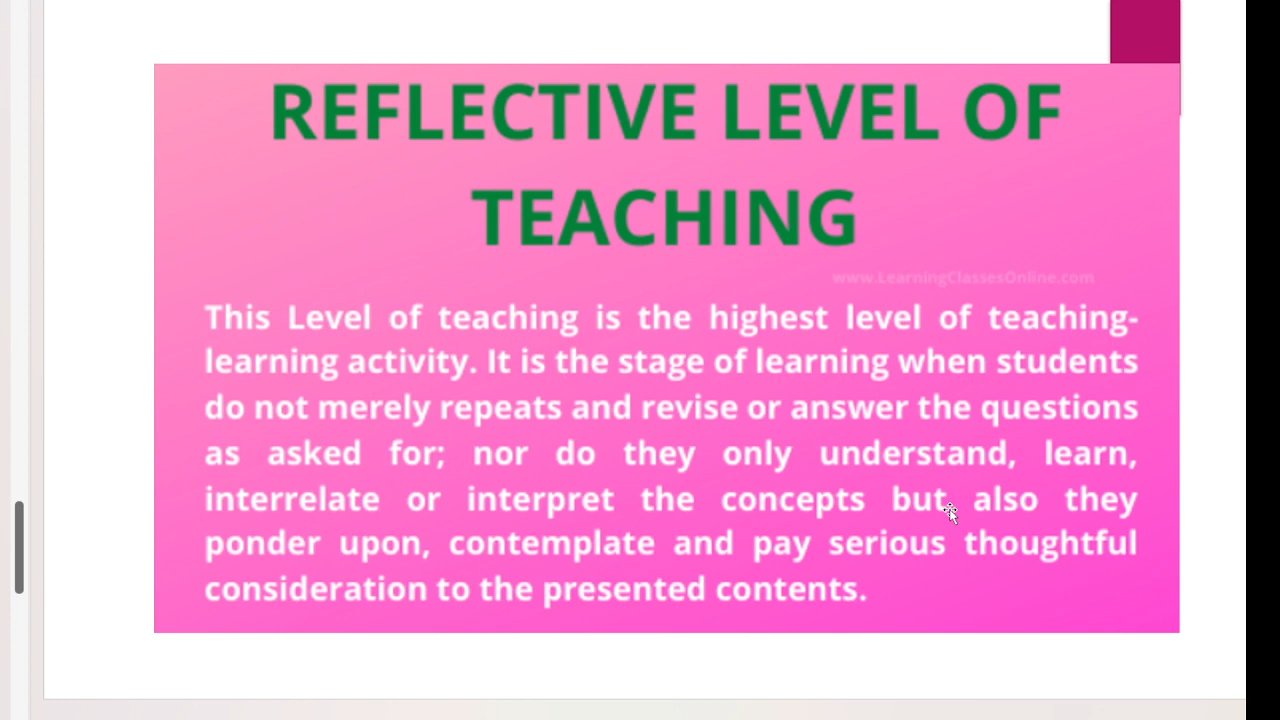 REFLECTIVE LEVEL OF
TEACHING
www.LearningClassesOnline.com
This Level of teaching is the highest level of teaching-
learning activity. It is the stage of learning when students
do not merely repeats and revise or answer the questions
as asked for; nor do they only understand, learn,
interrelate or interpret the concepts but also they
ponder upon, contemplate and pay serious thoughtful
consideration to the presented contents.